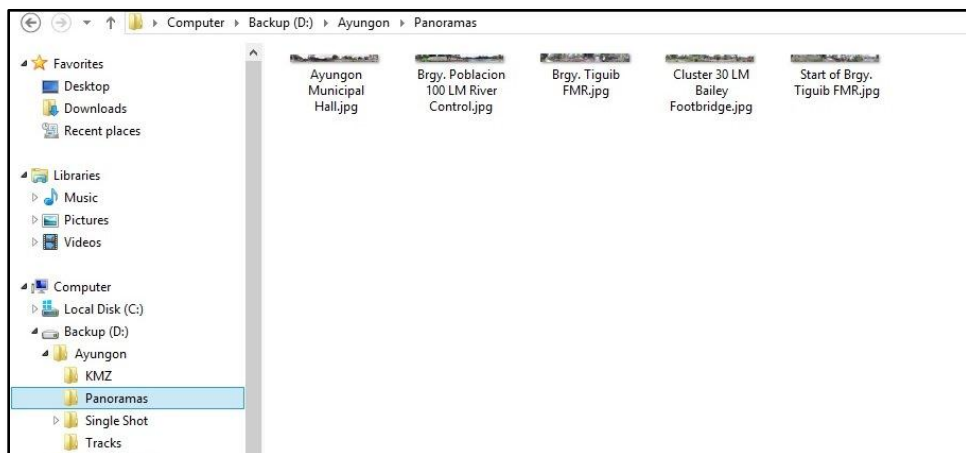 Computer Backup (D:) Ayungon Panoramas
Favorites
Desktop
Downloads
Recent places
Libraries
Music
Pictures
Videos
Computer
Local Disk (C:)
Backup (D:)
Ayungon
KMZ
Panoramas
Single Shot
Tracks
Ayungon
Municipal
Hall.jpg
Brgy. Poblacion
100 LM River
Control.jpg
Brgy. Tiguib
FMR.jpg
Cluster 30 LM
Bailey
Footbridge.jpg
Start of Brgy.
Tiguib FMR.jpg